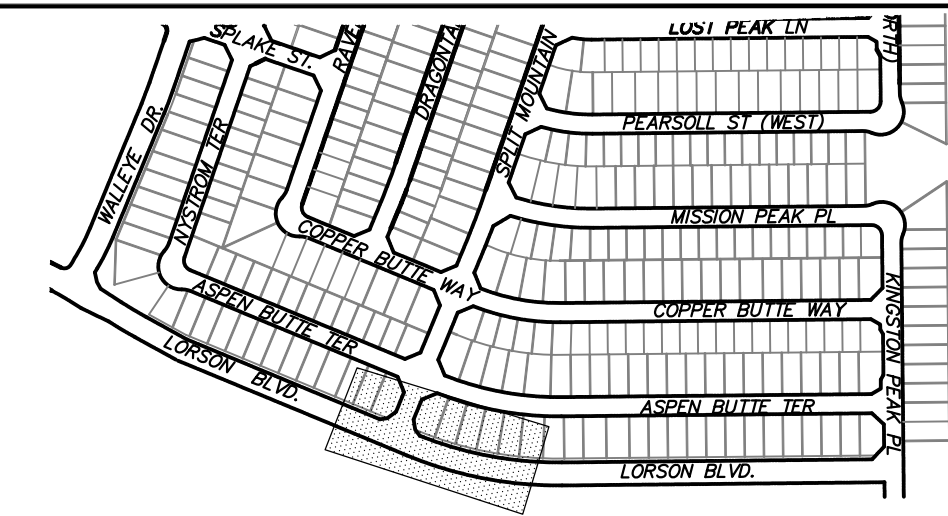 LOST PEAK LN
SPLAKE ST.
SPLIT MOUNTAIN
PEARSOLL ST (WEST)
WALLEYE DR.
NYSTROM TER
MISSION PEAK PL
COPPER BUTTE WAY
ASPEN BUTTE TER
COPPER BUTTE WAY
KINGSTON PEAK PL
LORSON BLVD.
ASPEN BUTTE TER
LORSON BLVD.